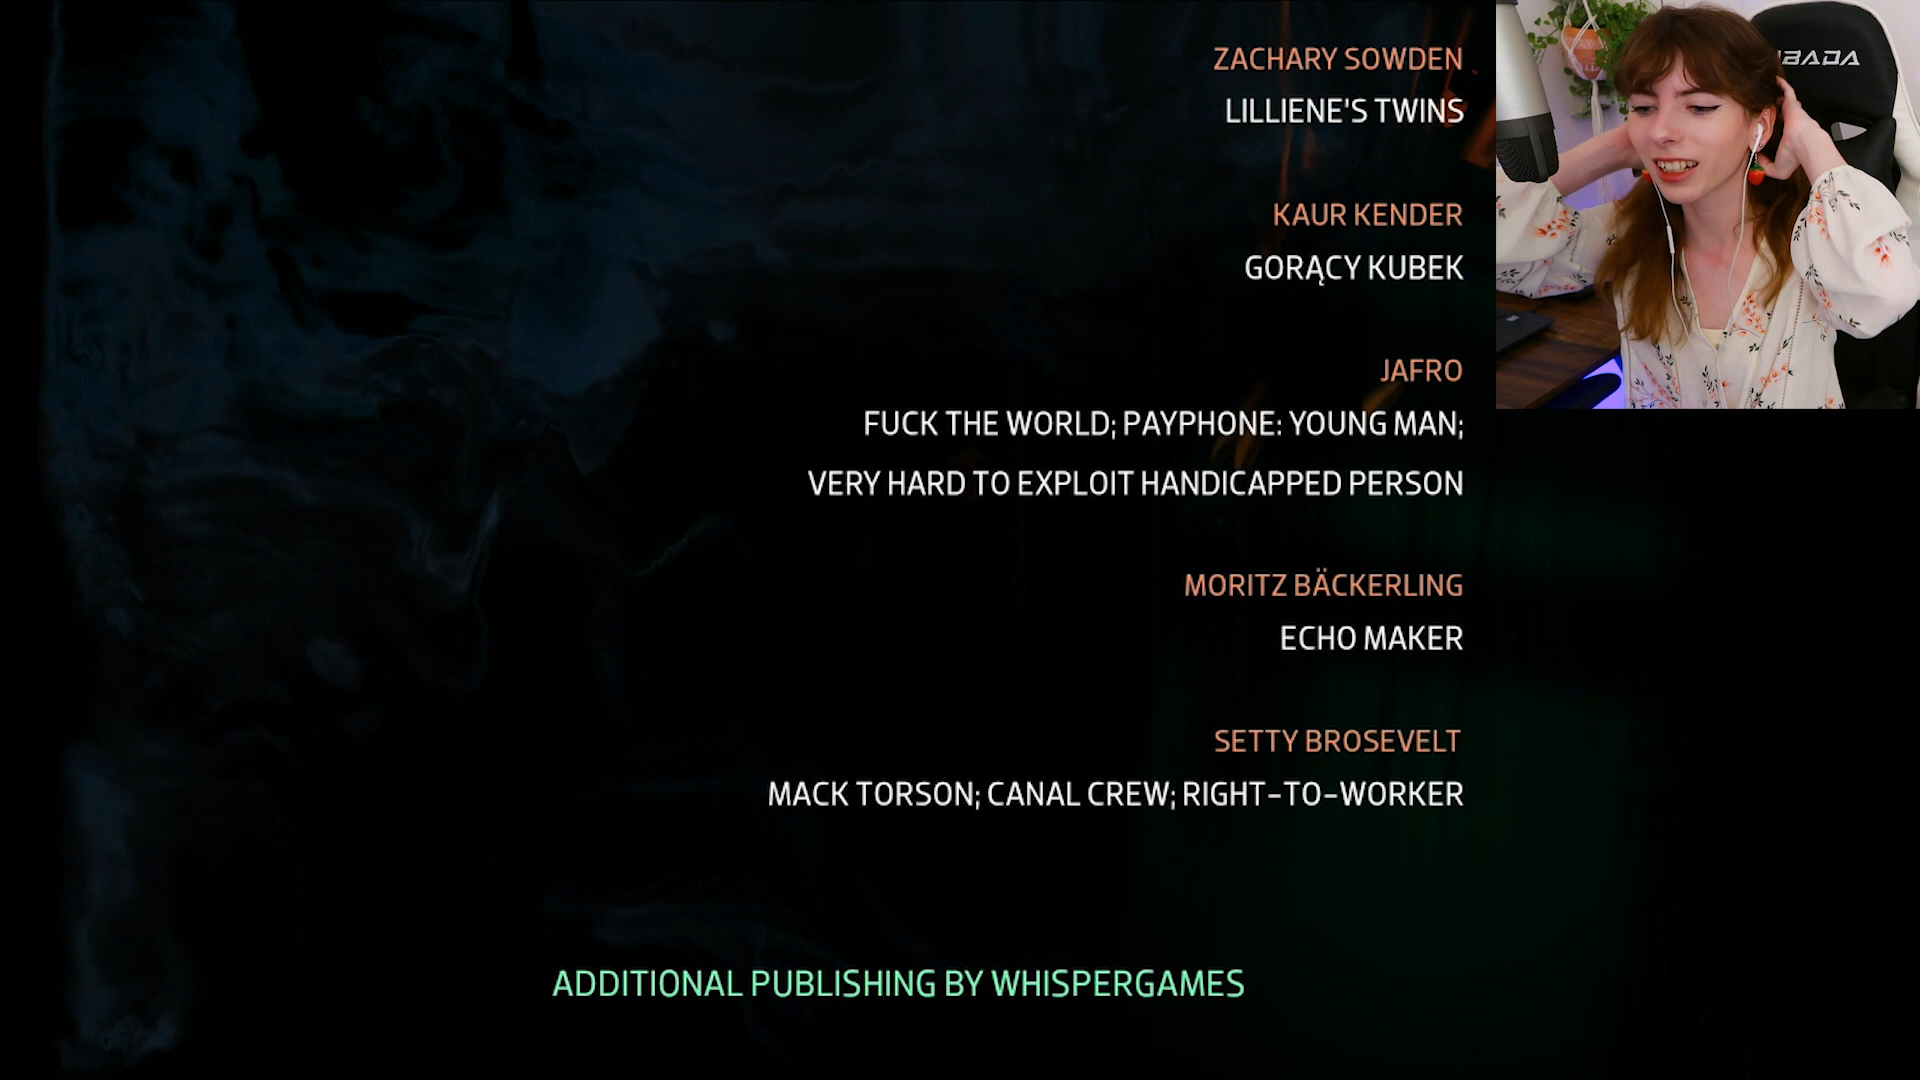 ZACHARY SOWDEN
LILLIENE'S TWINS
KAUR KENDER
GORĄCY KUBEK
JAFRO
FUCK THE WORLD; PAYPHONE: YOUNG MAN;
VERY HARD TO EXPLOIT HANDICAPPED PERSON
MORITZ BÄCKERLING
ECHO MAKER
SETTY BROSEVELT
MACK TORSON; CANAL CREW; RIGHT-TO-WORKER
ADDITIONAL PUBLISHING BY WHISPERGAMES